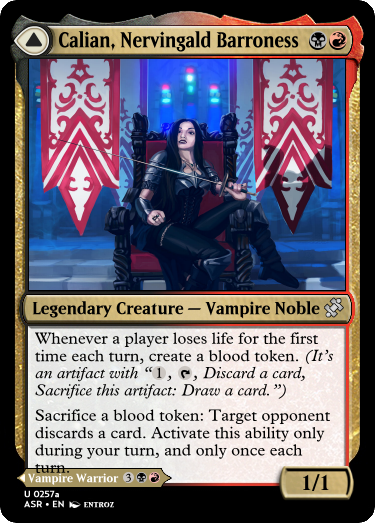 Calian, Nervingald Barroness
Legendary Creature — Vampire Noble
Whenever a player loses life for the first
time each turn, create a blood token. (It's
an artifact with “1, T, Discard a card,
Sacrifice this artifact: Draw a card.”)
Sacrifice a blood token: Target opponent
discards a card. Activate this ability only
during your turn, and only once each
turn.
Vampire Warrior 3
1/1
U 0257a
ASR • EN ENTROZ